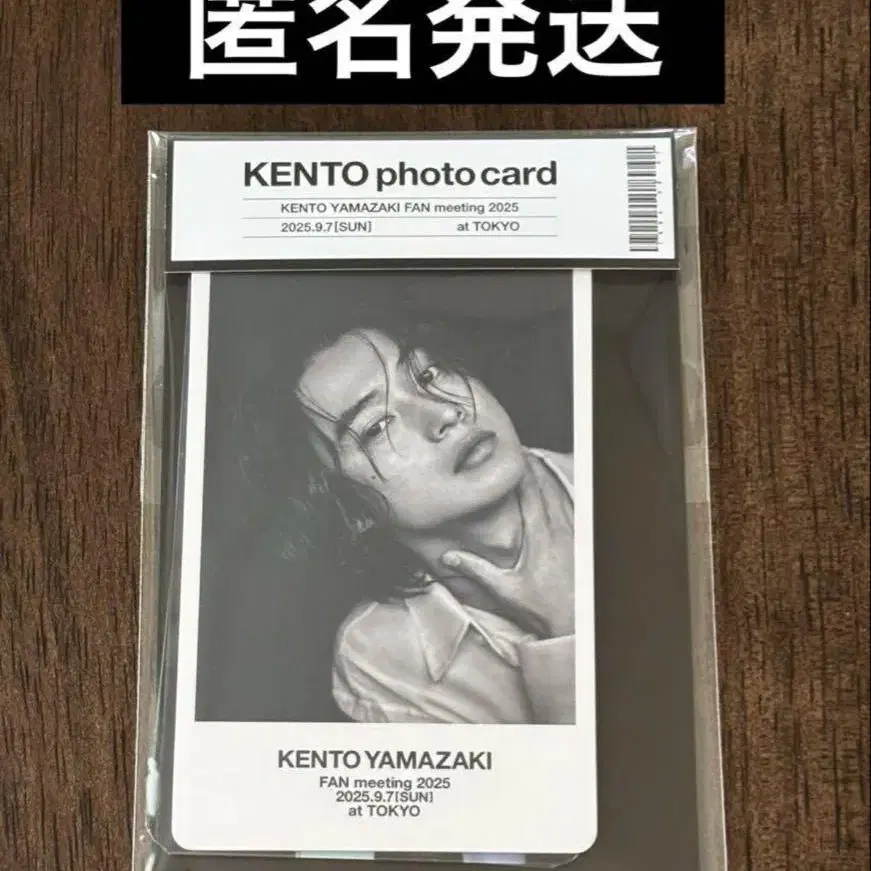 匿名発送
KENTO photo card
KENTO YAMAZAKI FAN meeting 2025
2025.9.7[SUN] at TOKYO
KENTO YAMAZAKI
FAN meeting 2025
2025.9.7[SUN]
at TOKYO